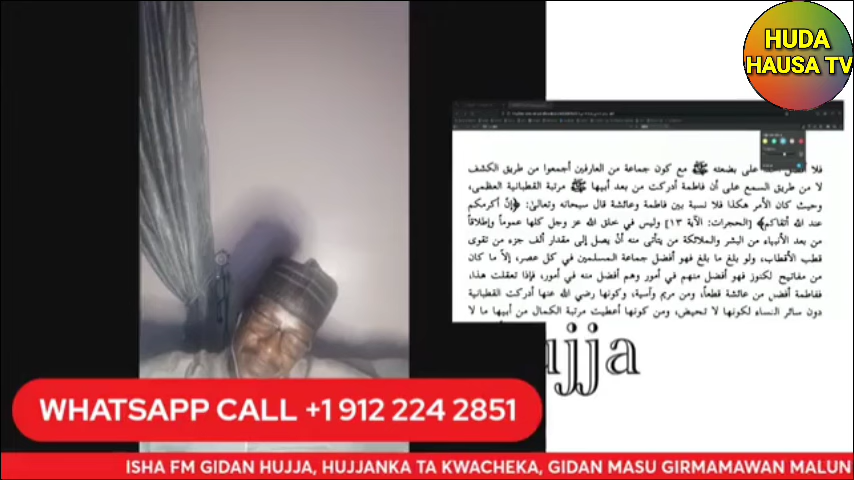 HUDA
HAUSA TV
على بضعته ﷺ مع كون جماعة من العارفين أجمعوا من طريق الكشف
لا من طريق السمع على أن فاطمة أدركت من بعد أبيها ﷺ مرتبة القطبانية العظمى،
وحيث كان الأمر هكذا فلا نسبة بين فاطمة وعائشة قال سبحانه وتعالى: ﴿إنّ أكرمكم
عند الله أتقاكم﴾ [الحجرات: الآية ١٣] وليس في خلق الله عز وجل كلها عموماً وإطلاقاً
من بعد الأنبياء من البشر والملائكة من يتأتى منه أنْ يصل إلى مقدار ألف جزء من تقوى
قطب الأقطاب، ولو بلغ ما بلغ فهو أفضل جماعة المسلمين في كل عصر، إلاّ ما كان
من مفاتيح لكنوز فهو أفضل منهم في أمور وهم أفضل منه في أمور، فإذا تعقلت هذا،
ففاطمة أفضل من عائشة قطعاً، ومن مريم وآسية، وكونها رضي الله عنها أدركت القطبانية
دون سائر النساء لكونها لا تحيض، ومن كونها أعطيت مرتبة الكمال من أبيها ما لا
ujja
WHATSAPP CALL +1 912 224 2851
ISHA FM GIDAN HUJJA, HUJJANKA TA KWACHEKA, GIDAN MASU GIRMAMAWAN MALUN